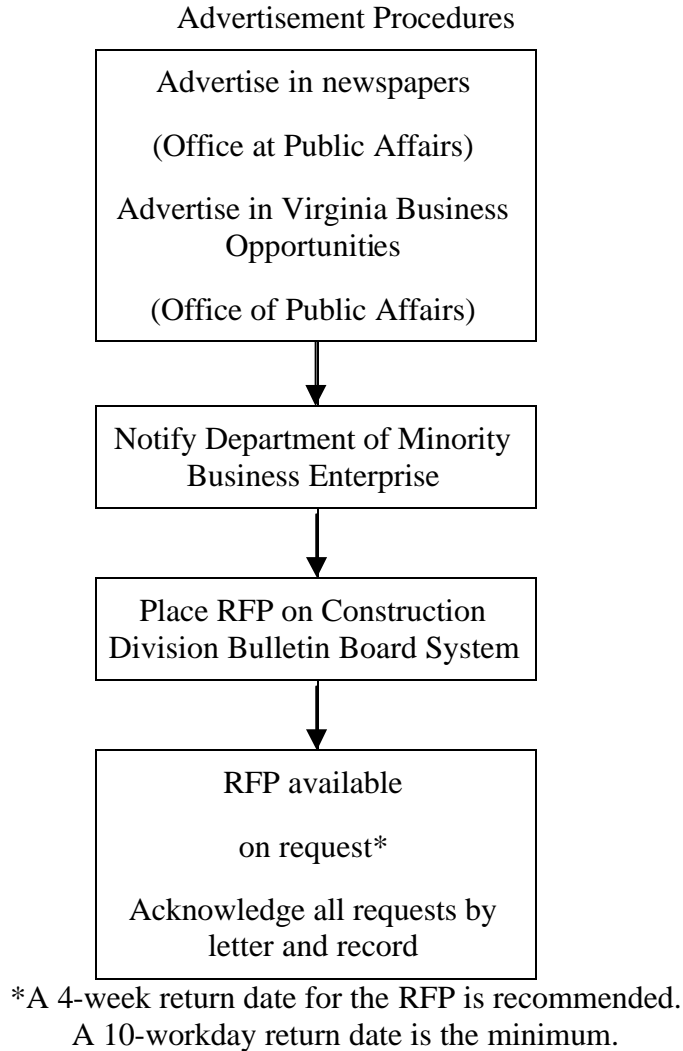 Advertisement Procedures
Advertise in newspapers
(Office at Public Affairs)
Advertise in Virginia Business
Opportunities
(Office of Public Affairs)
Notify Department of Minority
Business Enterprise
Place RFP on Construction
Division Bulletin Board System
RFP available
on request*
Acknowledge all requests by
letter and record
*A 4-week return date for the RFP is recommended.
A 10-workday return date is the minimum.